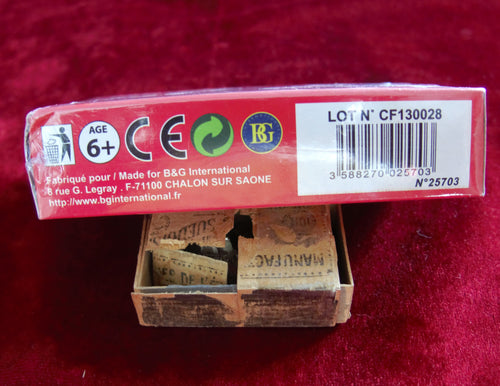 AGE
6+
CE
BG
LOT N° CF130028
3 588270 025703
N°25703
Fabriqué pour / Made for B&G International
8 rue G. Legray . F-71100 CHALON SUR SAONE
http://www.bginternational.fr
MANUFAC